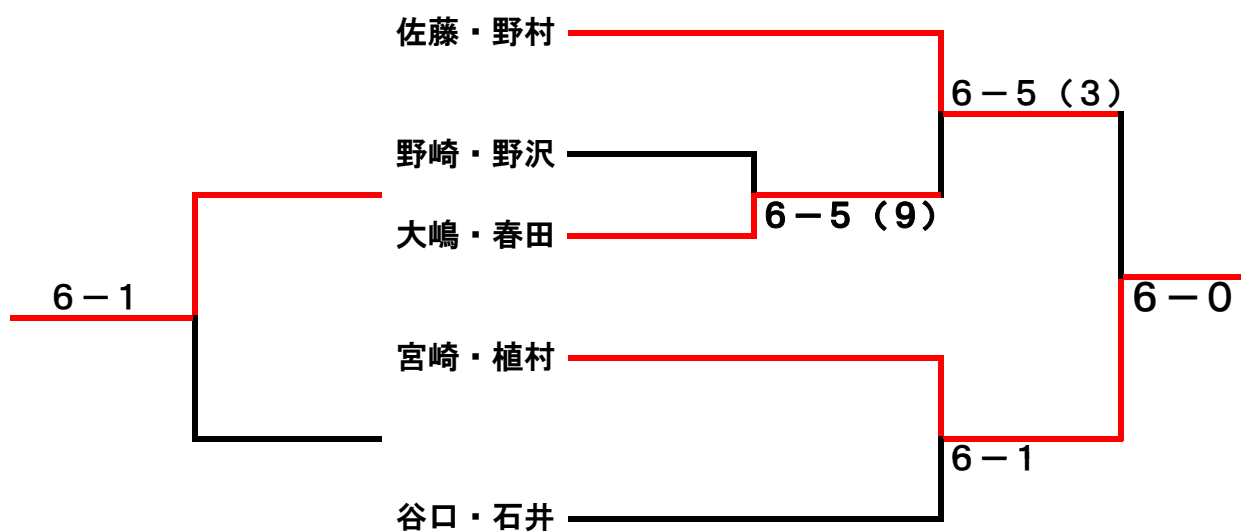 佐藤・野村
6－5（3）
野崎・野沢
6－5（9）
大嶋・春田
6－1
6－0
宮崎・植村
6－1
谷口・石井